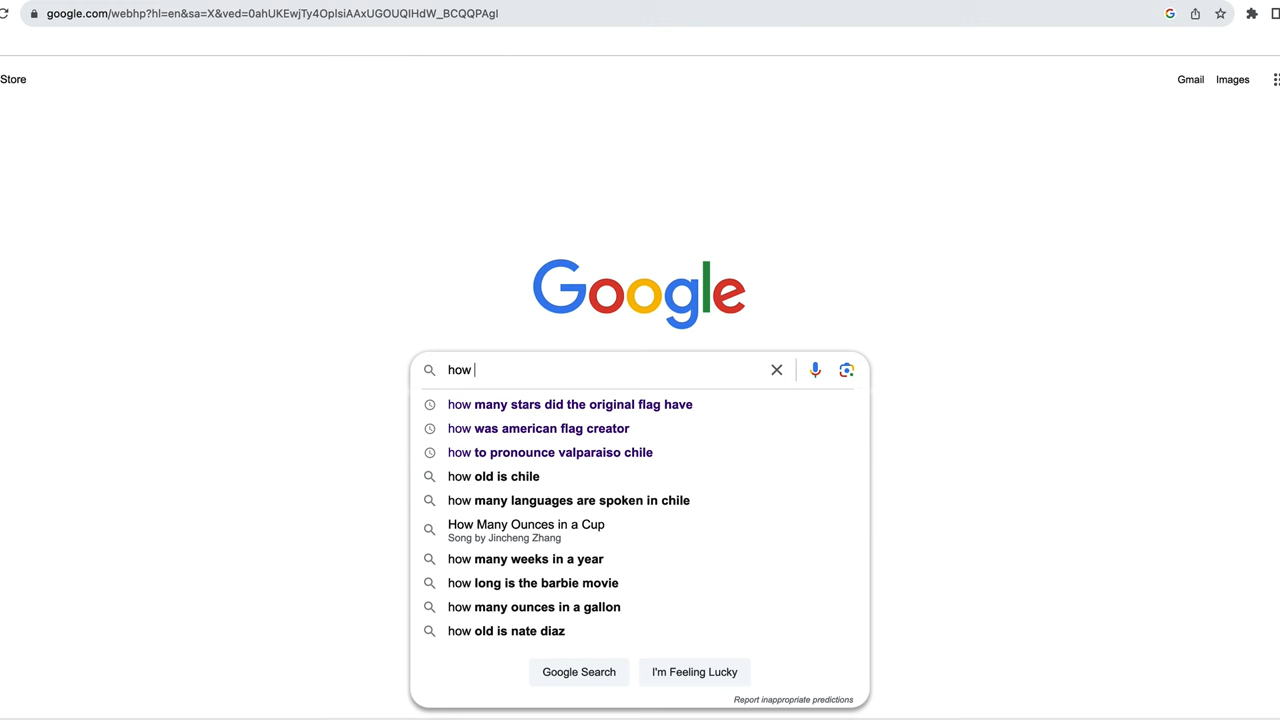 google.com/webhp?hl=en&sa=X&ved=0ahUKEwjTy4OplsiAAxUGOUQIHdW_BCQQPAgI
Store
Gmail Images
Google
how
how many stars did the original flag have
how was american flag creator
how to pronounce valparaiso chile
how old is chile
how many languages are spoken in chile
How Many Ounces in a Cup
Song by Jincheng Zhang
how many weeks in a year
how long is the barbie movie
how many ounces in a gallon
how old is nate diaz
Google Search I'm Feeling Lucky
Report inappropriate predictions